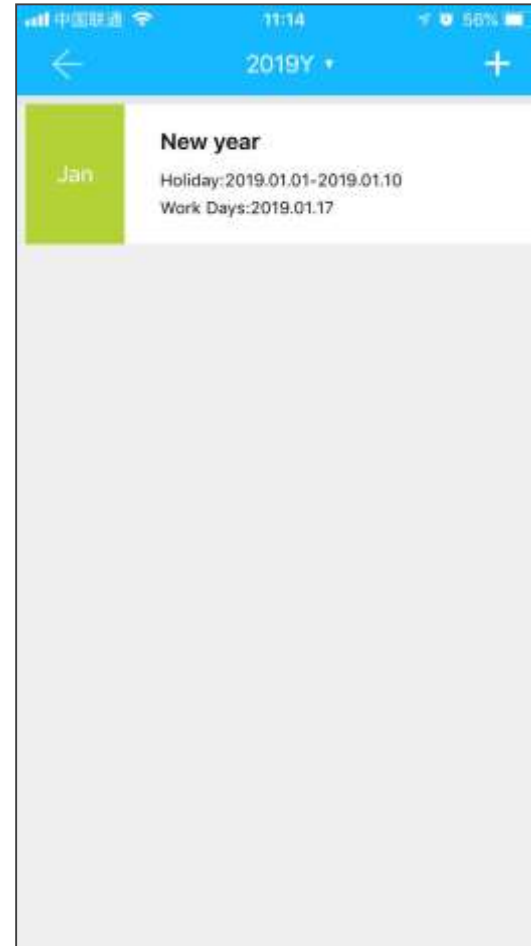 中国联通 11:14 56%
2019Y
Jan
New year
Holiday:2019.01.01-2019.01.10
Work Days:2019.01.17